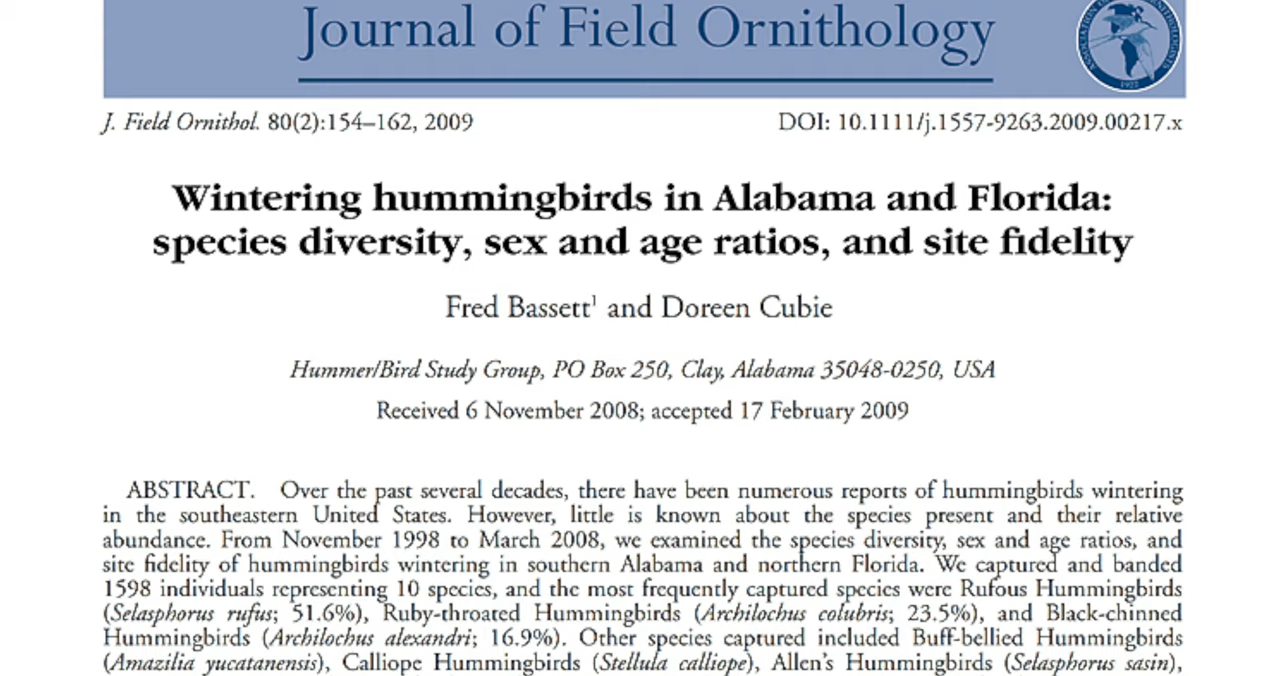 Journal of Field Ornithology
J. Field Ornithol. 80(2):154–162, 2009
DOI: 10.1111/j.1557-9263.2009.00217.x
Wintering hummingbirds in Alabama and Florida:
species diversity, sex and age ratios, and site fidelity
Fred Bassett¹ and Doreen Cubie
Hummer/Bird Study Group, PO Box 250, Clay, Alabama 35048-0250, USA
Received 6 November 2008; accepted 17 February 2009
ABSTRACT. Over the past several decades, there have been numerous reports of hummingbirds wintering
in the southeastern United States. However, little is known about the species present and their relative
abundance. From November 1998 to March 2008, we examined the species diversity, sex and age ratios, and
site fidelity of hummingbirds wintering in southern Alabama and northern Florida. We captured and banded
1598 individuals representing 10 species, and the most frequently captured species were Rufous Hummingbirds
(Selasphorus rufus; 51.6%), Ruby-throated Hummingbirds (Archilochus colubris; 23.5%), and Black-chinned
Hummingbirds (Archilochus alexandri; 16.9%). Other species captured included Buff-bellied Hummingbirds
(Amazilia yucatanensis), Calliope Hummingbirds (Stellula calliope), Allen's Hummingbirds (Selasphorus sasin),